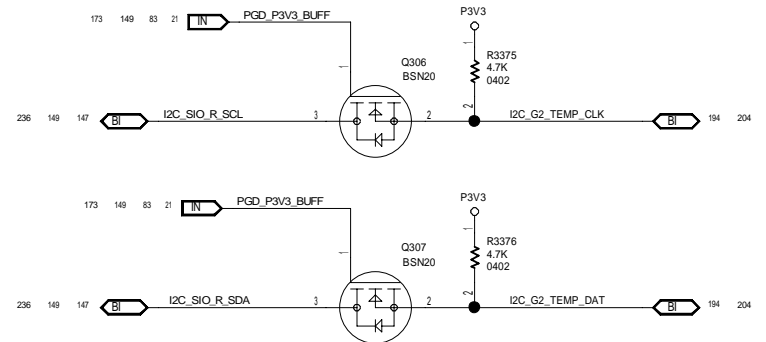 P3V3
173 149 83 21 IN PGD_P3V3_BUFF
1
1
Q306
BSN20
R3375
4.7K
0402
2
236 149 147 BI I2C_SIO_R_SCL 3 2 I2C_G2_TEMP_CLK BI 194 204
P3V3
173 149 83 21 IN PGD_P3V3_BUFF
1
1
Q307
BSN20
R3376
4.7K
0402
2
236 149 147 BI I2C_SIO_R_SDA 3 2 I2C_G2_TEMP_DAT BI 194 204